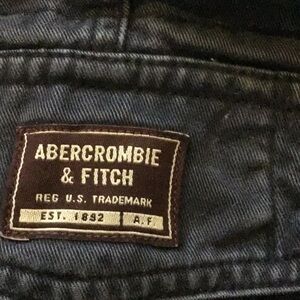 ABERCROMBIE
& FITCH
REG U.S. TRADEMARK
EST. 1892 A.F.